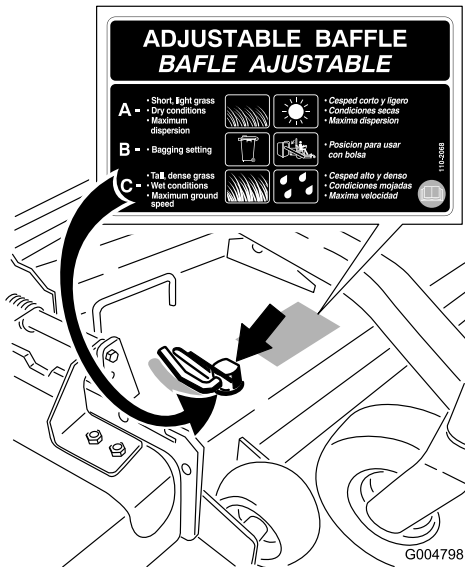 ADJUSTABLE BAFFLE
BAFLE AJUSTABLE
A - • Short, light grass
• Dry conditions
• Maximum
dispersion
• Cesped corto y ligero
• Condiciones secas
• Maxima dispersion
B - • Bagging setting
• Posicion para usar
con bolsa
C - • Tall, dense grass
• Wet conditions
• Maximum ground
speed
• Cesped alto y denso
• Condiciones mojadas
• Maxima velocidad
110-2068
G004798